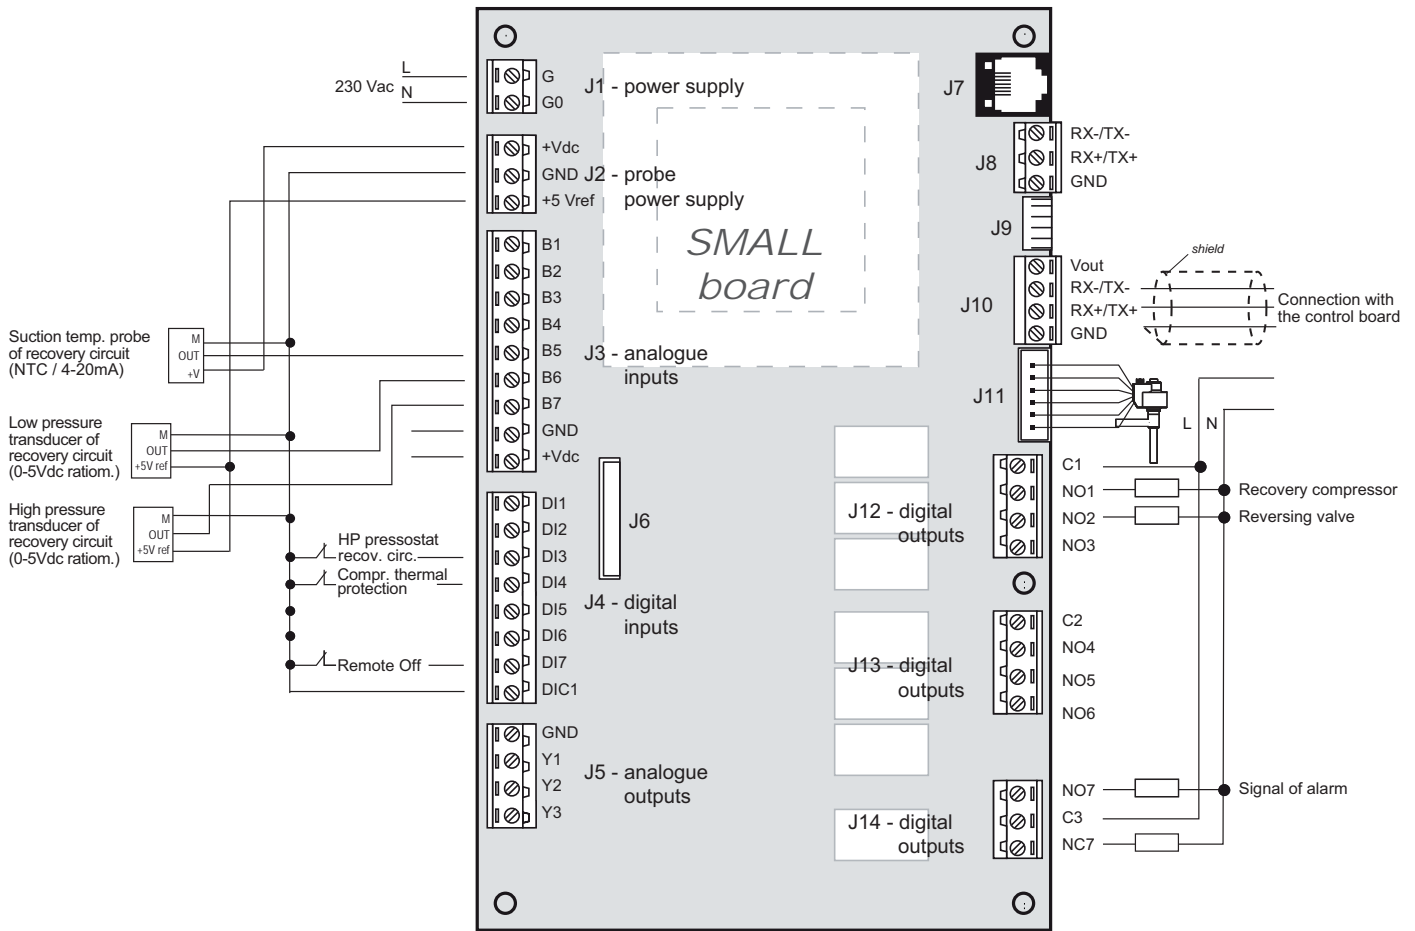 230 Vac
L
N
G
G0
J1 - power supply
+Vdc
GND
+5 Vref
J2 - probe
power supply
SMALL
board
B1
B2
B3
B4
B5
B6
B7
GND
+Vdc
J3 - analogue
inputs
Suction temp. probe
of recovery circuit
(NTC / 4-20mA)
M
OUT
+V
Low pressure
transducer of
recovery circuit
(0-5Vdc ratiom.)
M
OUT
+5V ref
High pressure
transducer of
recovery circuit
(0-5Vdc ratiom.)
M
OUT
+5V ref
HP pressostat
recov. circ.
Compr. thermal
protection
Remote Off
DI1
DI2
DI3
DI4
DI5
DI6
DI7
DIC1
J6
J4 - digital
inputs
GND
Y1
Y2
Y3
J5 - analogue
outputs
J7
J8
RX-/TX-
RX+/TX+
GND
J9
J10
Vout
RX-/TX-
RX+/TX+
GND
shield
Connection with
the control board
J11
L
N
J12 - digital
outputs
C1
NO1
NO2
NO3
Recovery compressor
Reversing valve
J13 - digital
outputs
C2
NO4
NO5
NO6
J14 - digital
outputs
NO7
C3
NC7
Signal of alarm